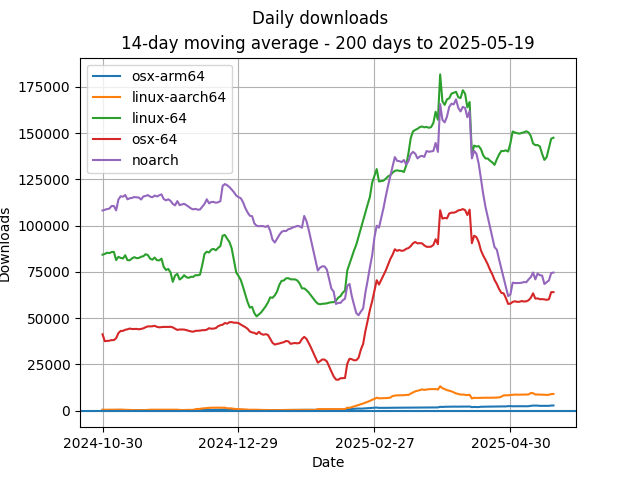 Daily downloads
14-day moving average - 200 days to 2025-05-19
osx-arm64
linux-aarch64
linux-64
osx-64
noarch
175000
150000
125000
100000
75000
50000
25000
0
Downloads
2024-10-30 2024-12-29 2025-02-27 2025-04-30
Date